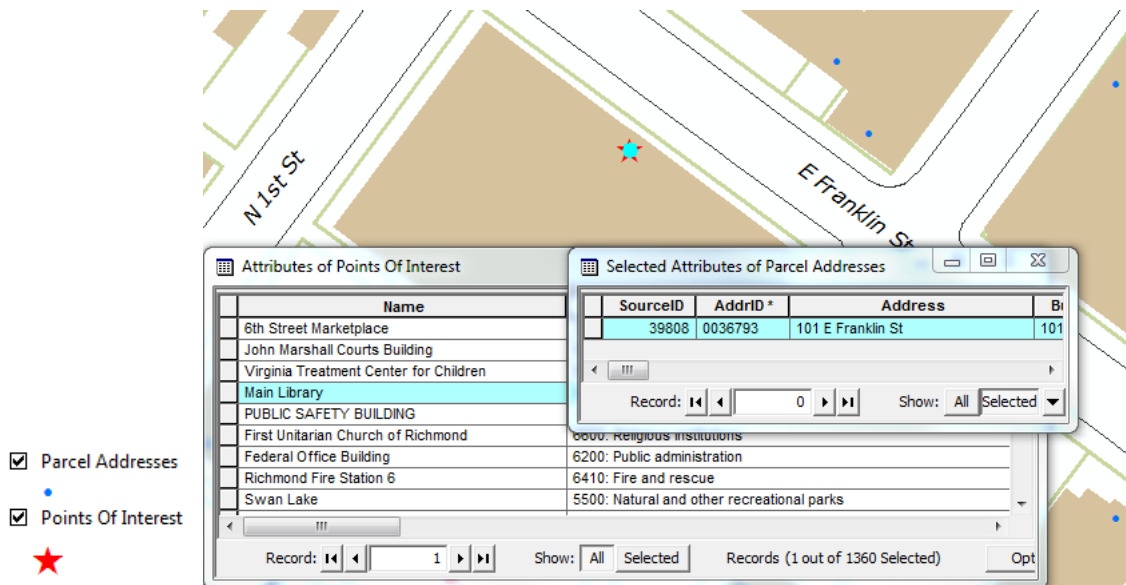 N 1st St
E Franklin St
Attributes of Points Of Interest
Name
6th Street Marketplace
John Marshall Courts Building
Virginia Treatment Center for Children
Main Library
PUBLIC SAFETY BUILDING
First Unitarian Church of Richmond 6600: Religious institutions
Federal Office Building 6200: Public administration
Richmond Fire Station 6 6410: Fire and rescue
Swan Lake 5500: Natural and other recreational parks
Record: 1 Show: All Selected Records (1 out of 1360 Selected) Opt
Selected Attributes of Parcel Addresses
SourceID AddrID * Address
39808 0036793 101 E Franklin St 101
Record: 0 Show: All Selected
Parcel Addresses
Points Of Interest